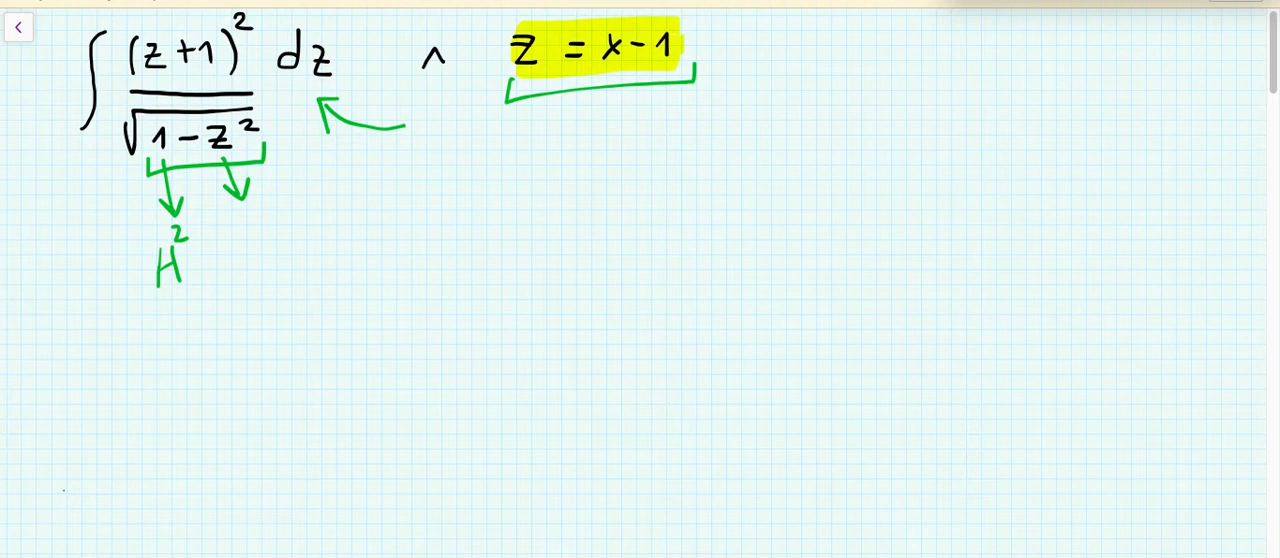 ∫ (z+1)² / √(1-z²) dz ∧ z = x-1
H²